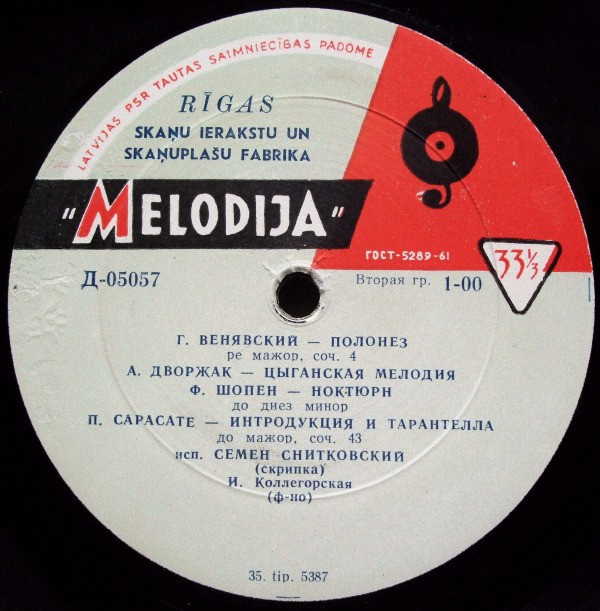 LATVIJAS PSR TAUTAS SAIMNIECĪBAS PADOME
RĪGAS
SKAŅU IERAKSTU UN
SKAŅUPLAŠU FABRIKA
"MELODIJA"
ГОСТ-5289-61
33⅓
Д-05057
Вторая гр. 1-00
Г. ВЕНЯВСКИЙ — ПОЛОНЕЗ
ре мажор, соч. 4
А. ДВОРЖАК — ЦЫГАНСКАЯ МЕЛОДИЯ
Ф. ШОПЕН — НОКТЮРН
до диез минор
П. САРАСАТЕ — ИНТРОДУКЦИЯ И ТАРАНТЕЛЛА
до мажор, соч. 43
исп. СЕМЕН СНИТКОВСКИЙ
(скрипка)
И. Коллегорская
(ф-но)
35. tip. 5387